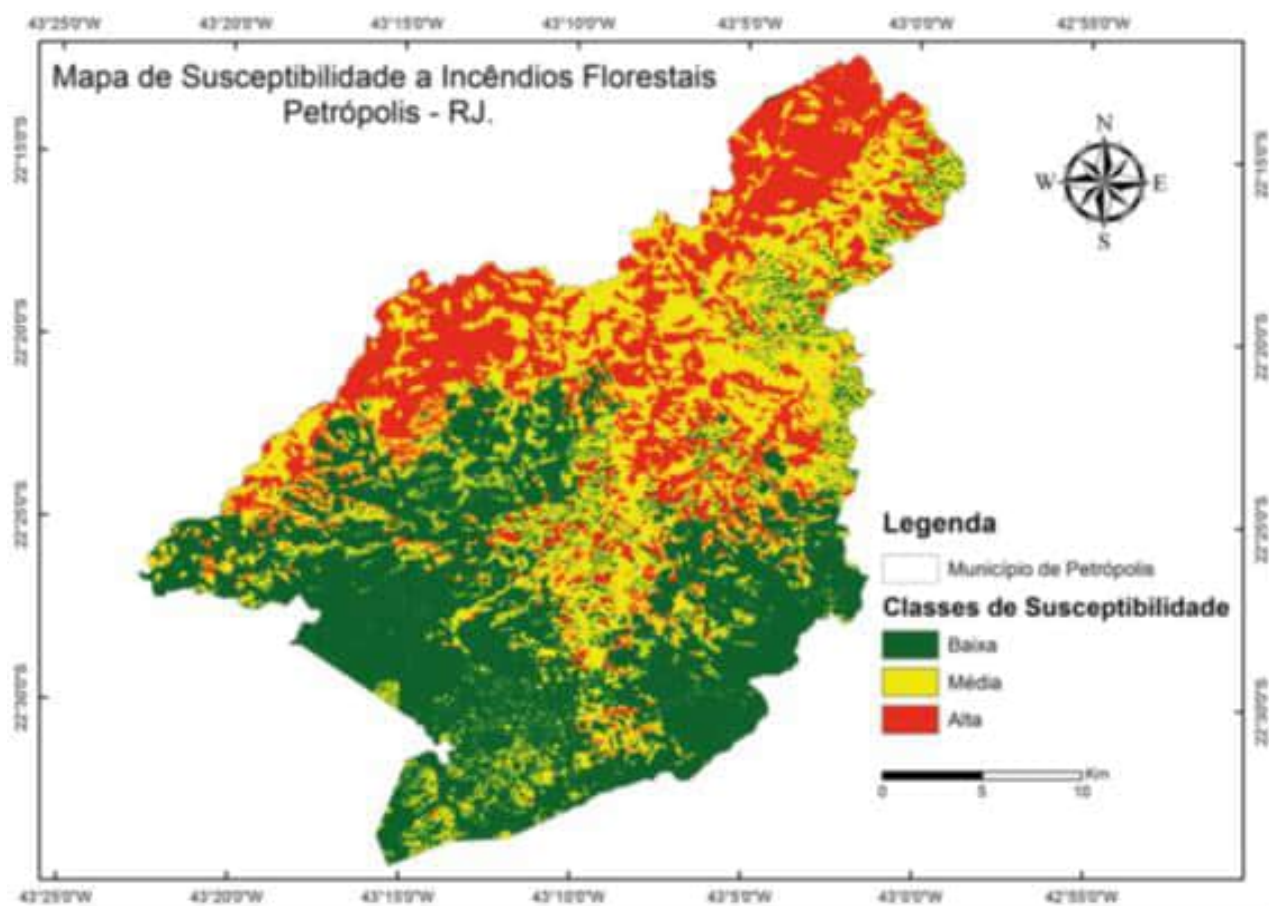 43°25'0"W 43°20'0"W 43°15'0"W 43°10'0"W 43°5'0"W 43°0'0"W 42°55'0"W
Mapa de Susceptibilidade a Incêndios Florestais
Petrópolis - RJ.
N
W E
S
22°15'0"S 22°15'0"S
22°20'0"S 22°20'0"S
22°25'0"S 22°25'0"S
22°30'0"S 22°30'0"S
Legenda
Município de Petrópolis
Classes de Susceptibilidade
Baixa
Média
Alta
Km
0 5 10
43°25'0"W 43°20'0"W 43°15'0"W 43°10'0"W 43°5'0"W 43°0'0"W 42°55'0"W